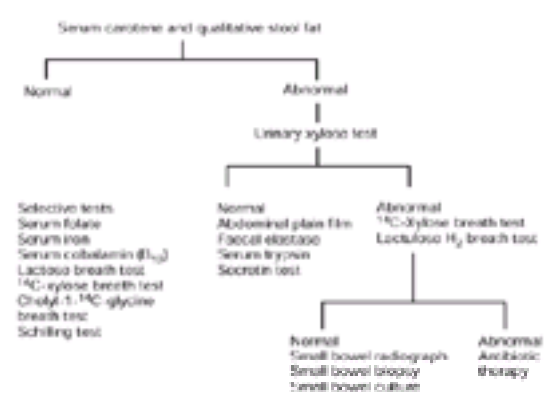 Serum carotene and qualitative stool fat
Normal
Abnormal
Urinary xylose test
Selective tests
Serum folate
Serum iron
Serum cobalamin (B₁₂)
Lactose breath test
¹⁴C-xylose breath test
Cholyl-1-¹⁴C-glycine
breath test
Schilling test
Normal
Abdominal plain film
Faecal elastase
Serum trypsin
Secretin test
Abnormal
¹⁴C-Xylose breath test
Lactulose H₂ breath test
Normal
Small bowel radiograph
Small bowel biopsy
Small bowel culture
Abnormal
Antibiotic
therapy